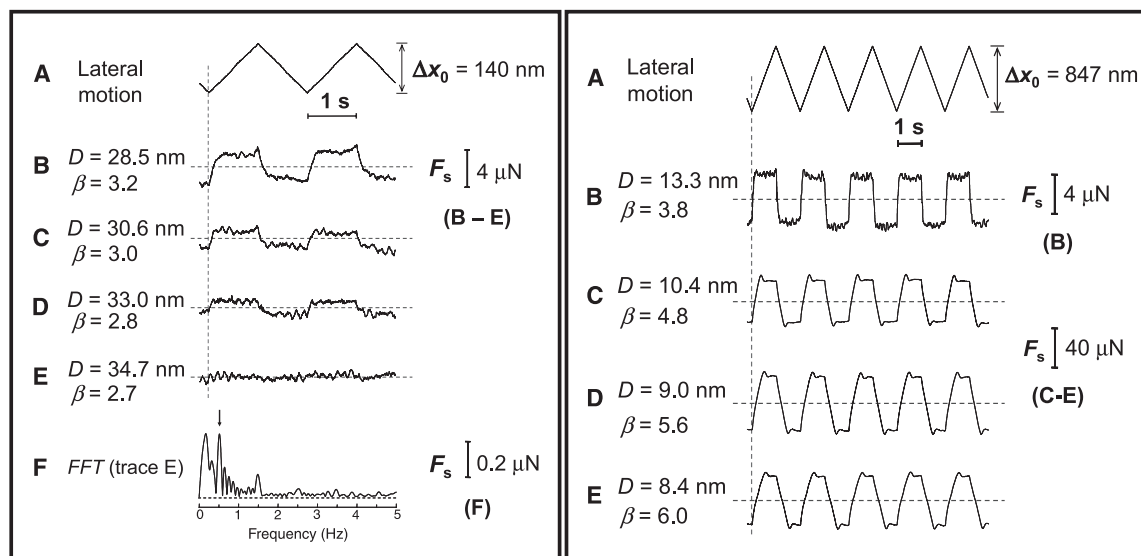 A Lateral motion
Δx₀ = 140 nm
1 s
B D = 28.5 nm
β = 3.2
Fₛ 4 μN
(B – E)
C D = 30.6 nm
β = 3.0
D D = 33.0 nm
β = 2.8
E D = 34.7 nm
β = 2.7
F FFT (trace E)
Fₛ 0.2 μN
(F)
0 1 2 3 4 5
Frequency (Hz)
A Lateral motion
Δx₀ = 847 nm
1 s
B D = 13.3 nm
β = 3.8
Fₛ 4 μN
(B)
C D = 10.4 nm
β = 4.8
Fₛ 40 μN
(C-E)
D D = 9.0 nm
β = 5.6
E D = 8.4 nm
β = 6.0